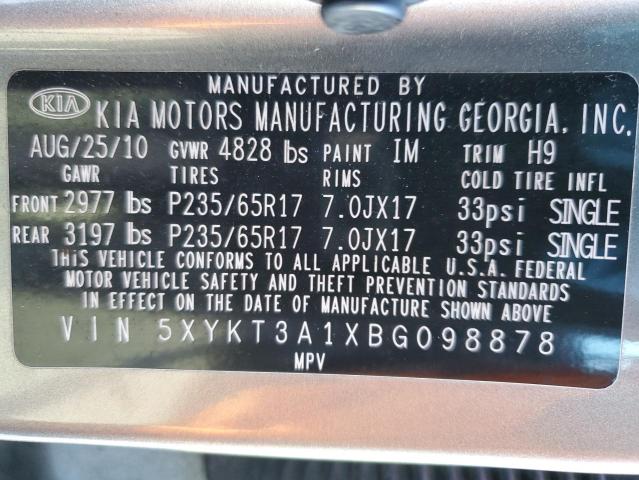 MANUFACTURED BY
KIA KIA MOTORS MANUFACTURING GEORGIA, INC.
AUG/25/10 GVWR 4828 lbs PAINT IM TRIM H9
GAWR TIRES RIMS COLD TIRE INFL
FRONT 2977 lbs P235/65R17 7.0JX17 33psi SINGLE
REAR 3197 lbs P235/65R17 7.0JX17 33psi SINGLE
THIS VEHICLE CONFORMS TO ALL APPLICABLE U.S.A. FEDERAL
MOTOR VEHICLE SAFETY AND THEFT PREVENTION STANDARDS
IN EFFECT ON THE DATE OF MANUFACTURE SHOWN ABOVE
VIN 5XYKT3A1XBG098878
MPV